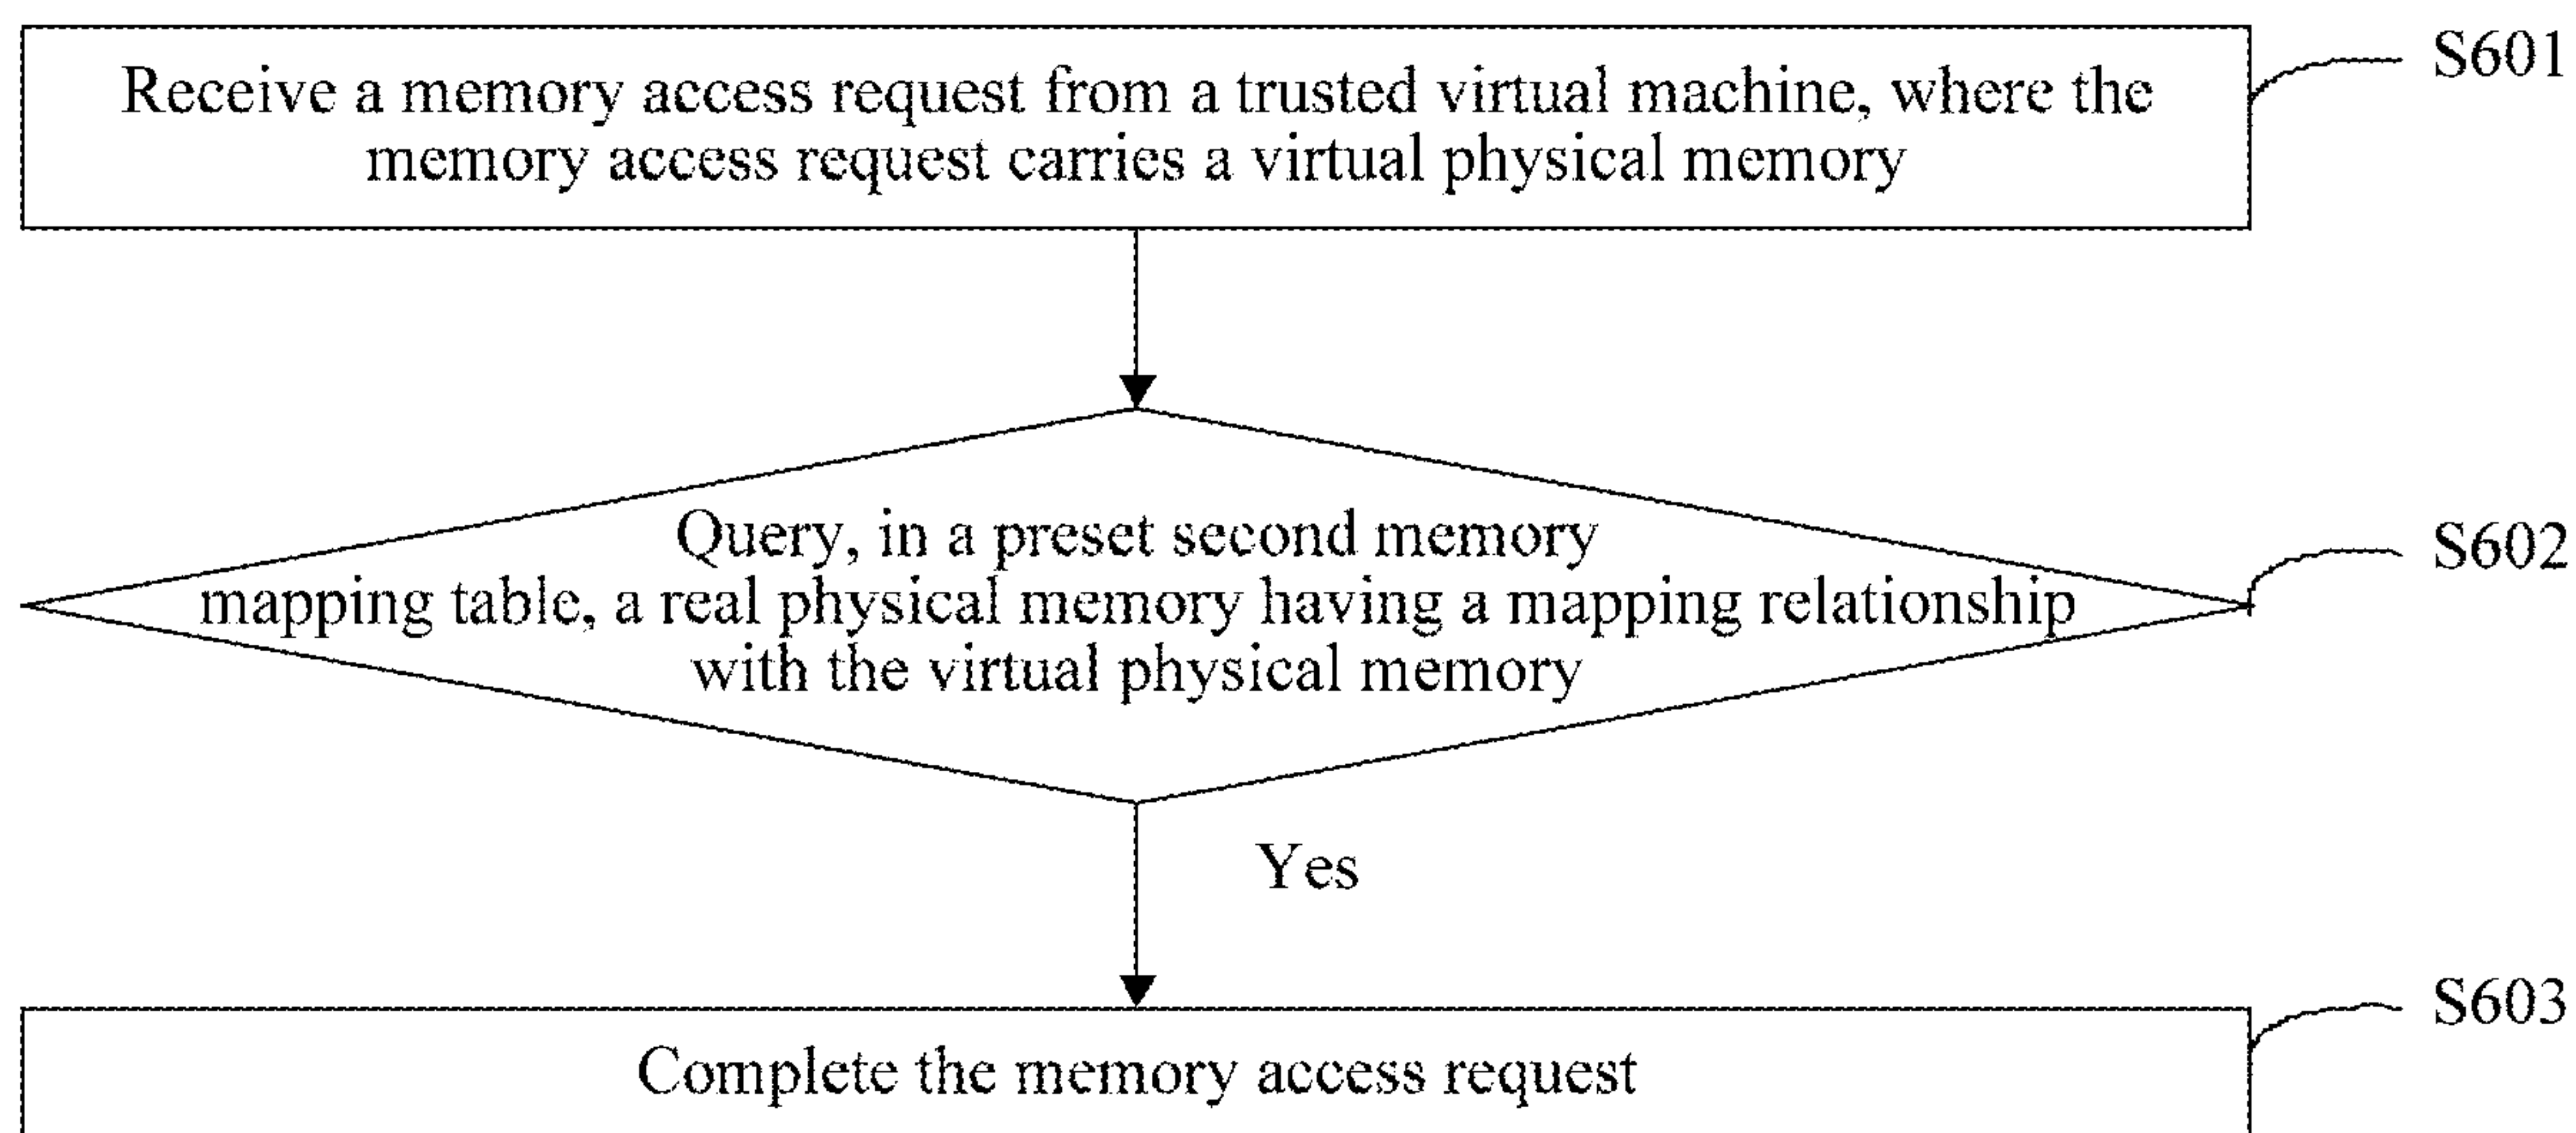 Receive a memory access request from a trusted virtual machine, where the
memory access request carries a virtual physical memory
S601
Query, in a preset second memory
mapping table, a real physical memory having a mapping relationship
with the virtual physical memory
S602
Yes
Complete the memory access request
S603